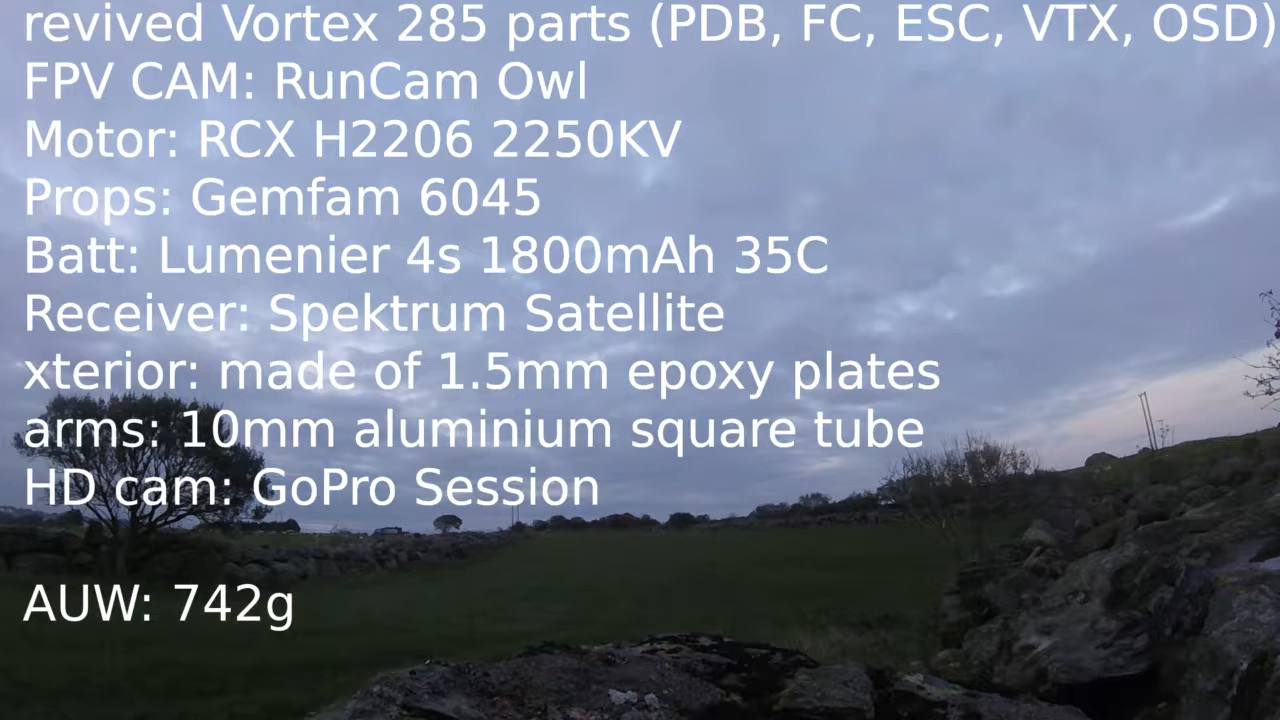 revived Vortex 285 parts (PDB, FC, ESC, VTX, OSD)
FPV CAM: RunCam Owl
Motor: RCX H2206 2250KV
Props: Gemfam 6045
Batt: Lumenier 4s 1800mAh 35C
Receiver: Spektrum Satellite
xterior: made of 1.5mm epoxy plates
arms: 10mm aluminium square tube
HD cam: GoPro Session
AUW: 742g